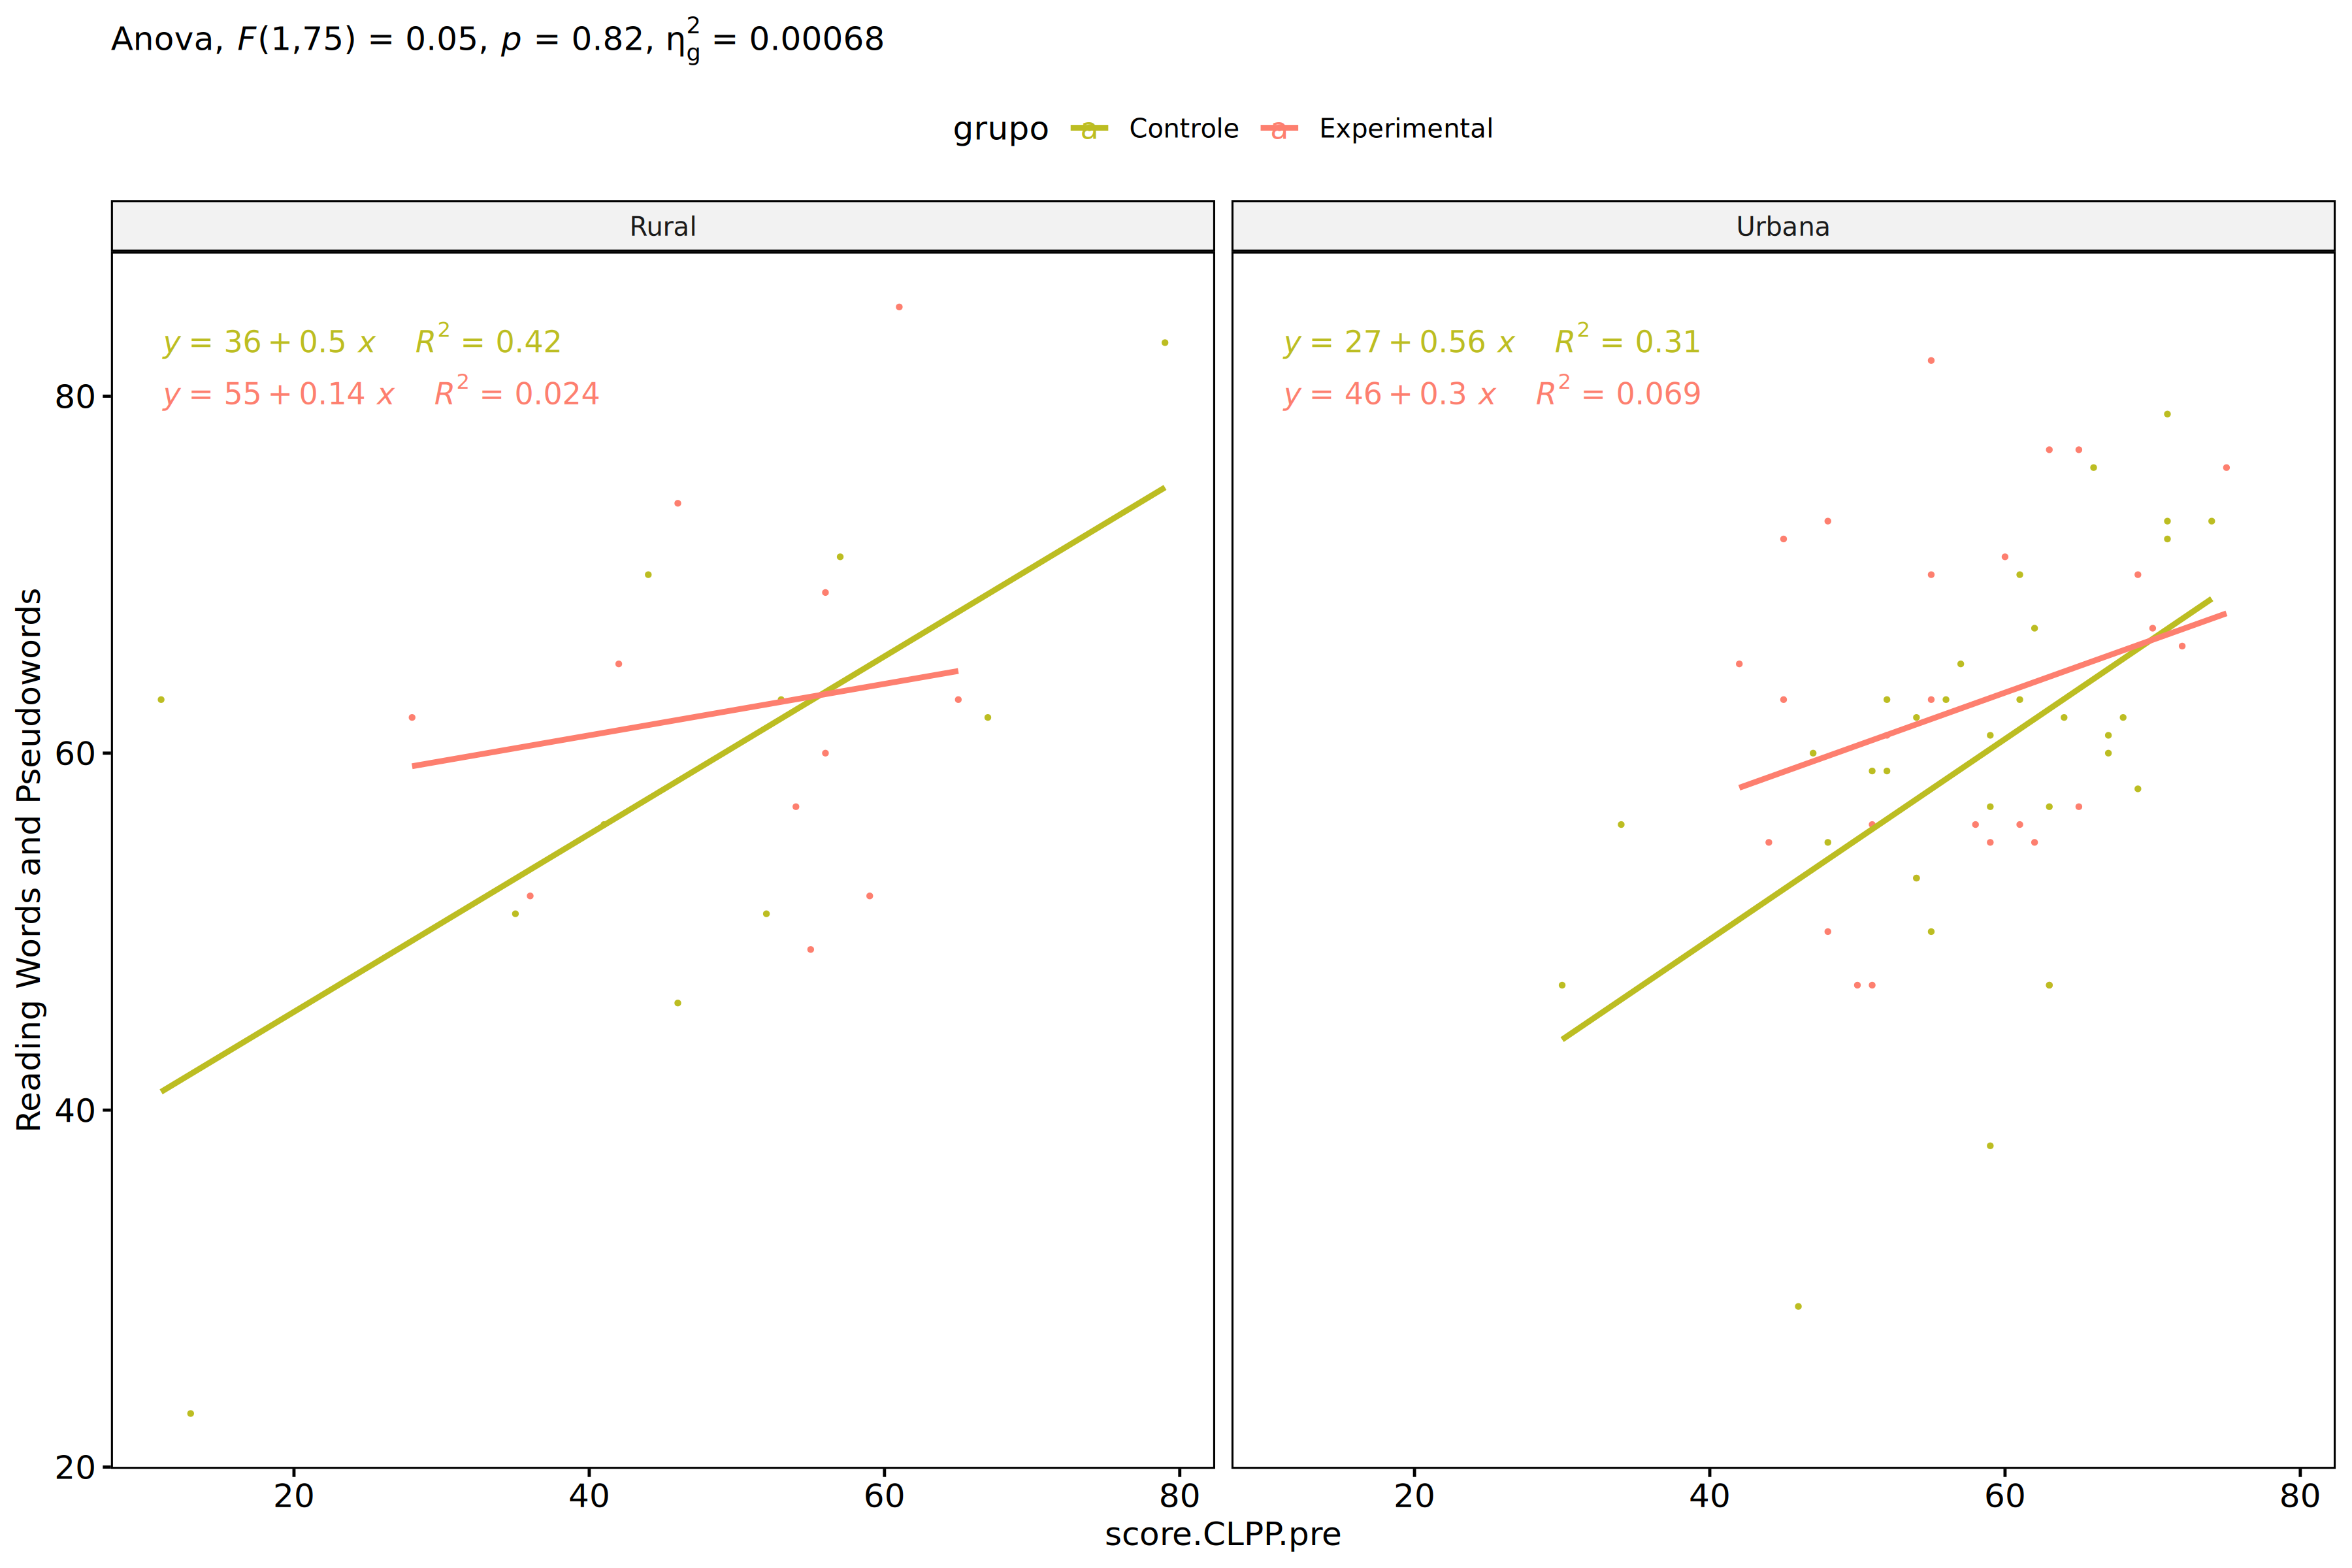 Anova, F(1,75) = 0.05, p = 0.82, η²g = 0.00068
grupo a Controle a Experimental
Rural
Urbana
y = 36 + 0.5 x R² = 0.42
y = 55 + 0.14 x R² = 0.024
y = 27 + 0.56 x R² = 0.31
y = 46 + 0.3 x R² = 0.069
Reading Words and Pseudowords
80
60
40
20
20 40 60 80
20 40 60 80
score.CLPP.pre